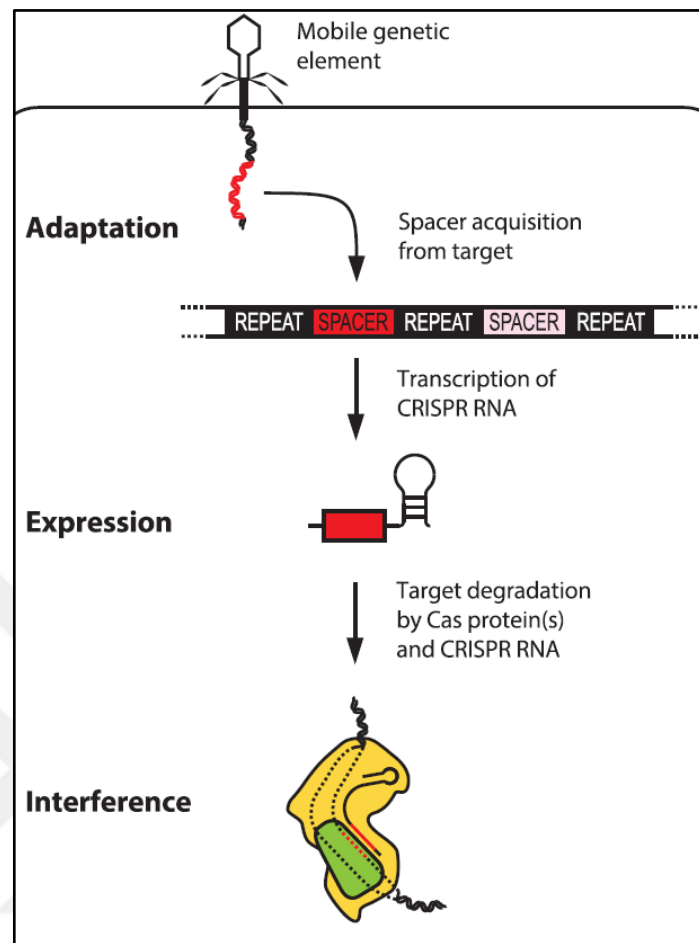 Mobile genetic
element
Adaptation
Spacer acquisition
from target
REPEAT SPACER REPEAT SPACER REPEAT
Transcription of
CRISPR RNA
Expression
Target degradation
by Cas protein(s)
and CRISPR RNA
Interference